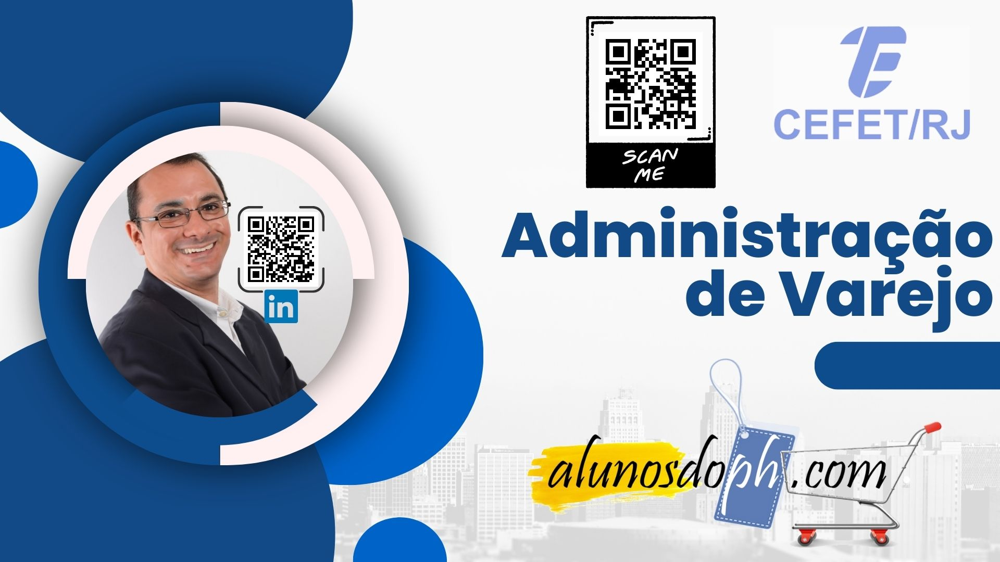 SCAN
ME
CEFET/RJ
Administração
de Varejo
in
alunosdoph.com